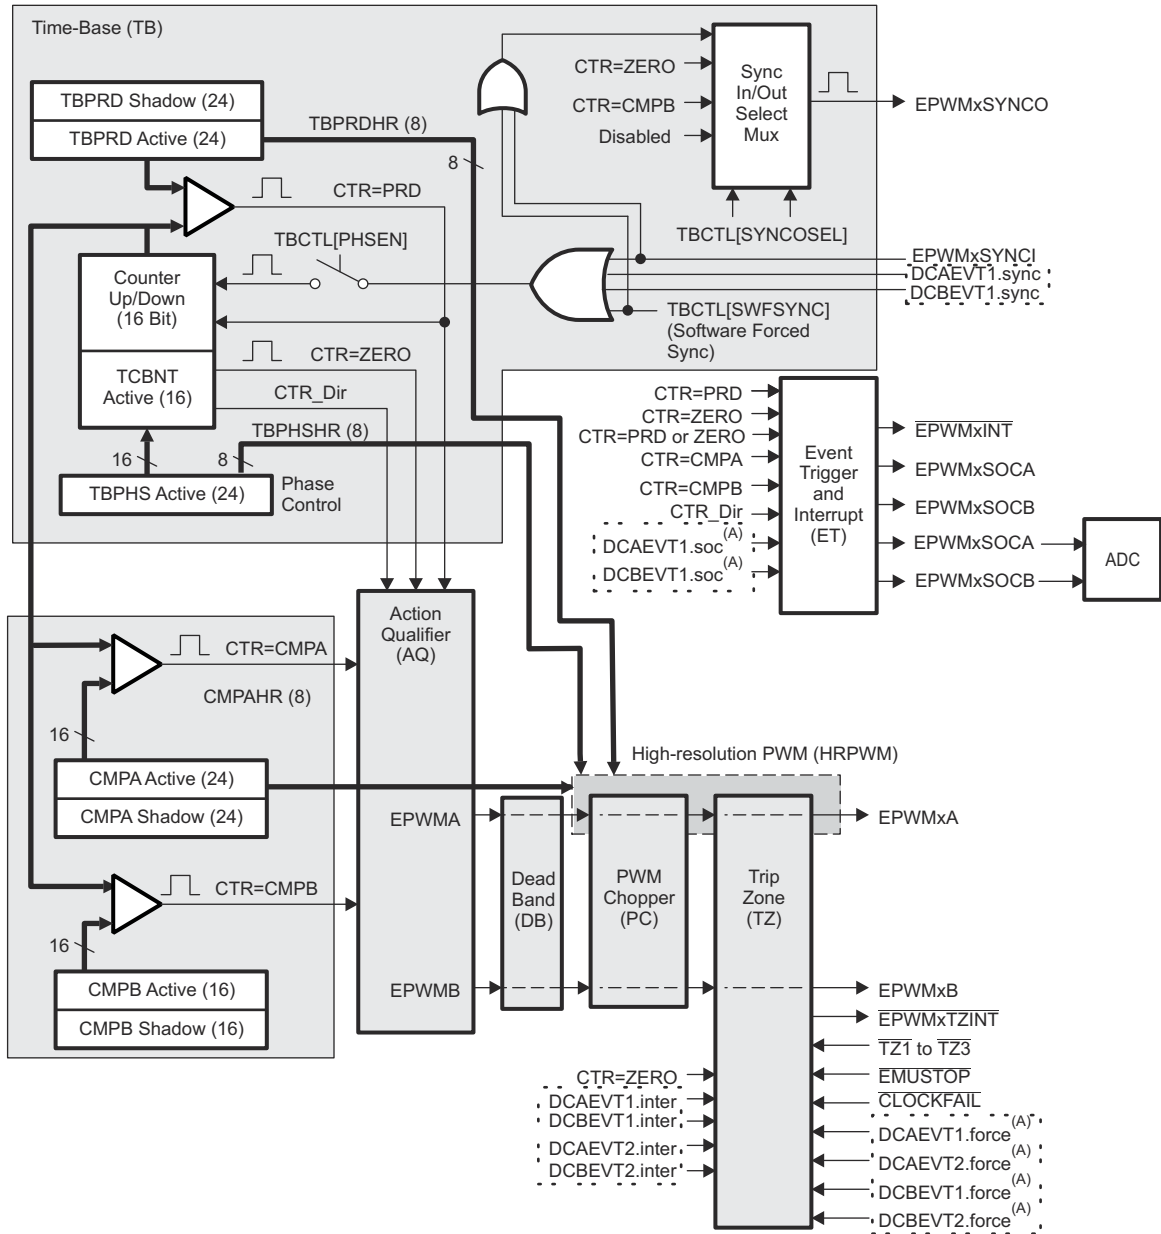 Time-Base (TB)
TBPRD Shadow (24)
TBPRD Active (24)
TBPRDHR (8)
8
CTR=PRD
TBCTL[PHSEN]
Counter
Up/Down
(16 Bit)
TCBNT
Active (16)
CTR=ZERO
CTR_Dir
TBPHSHR (8)
16
8
TBPHS Active (24)
Phase
Control
CTR=ZERO
CTR=CMPB
Disabled
Sync
In/Out
Select
Mux
EPWMxSYNCO
TBCTL[SYNCOSEL]
EPWMxSYNCI
DCAEVT1.sync
DCBEVT1.sync
TBCTL[SWFSYNC]
(Software Forced
Sync)
CTR=PRD
CTR=ZERO
CTR=PRD or ZERO
CTR=CMPA
CTR=CMPB
CTR_Dir
DCAEVT1.soc(A)
DCBEVT1.soc(A)
Event
Trigger
and
Interrupt
(ET)
EPWMxINT
EPWMxSOCA
EPWMxSOCB
EPWMxSOCA
EPWMxSOCB
ADC
Action
Qualifier
(AQ)
CTR=CMPA
CMPAHR (8)
16
CMPA Active (24)
CMPA Shadow (24)
CTR=CMPB
16
CMPB Active (16)
CMPB Shadow (16)
EPWMA
EPWMB
High-resolution PWM (HRPWM)
Dead
Band
(DB)
PWM
Chopper
(PC)
Trip
Zone
(TZ)
EPWMxA
EPWMxB
EPWMxTZINT
TZ1 to TZ3
EMUSTOP
CLOCKFAIL
DCAEVT1.force(A)
DCAEVT2.force(A)
DCBEVT1.force(A)
DCBEVT2.force(A)
CTR=ZERO
DCAEVT1.inter
DCBEVT1.inter
DCAEVT2.inter
DCBEVT2.inter